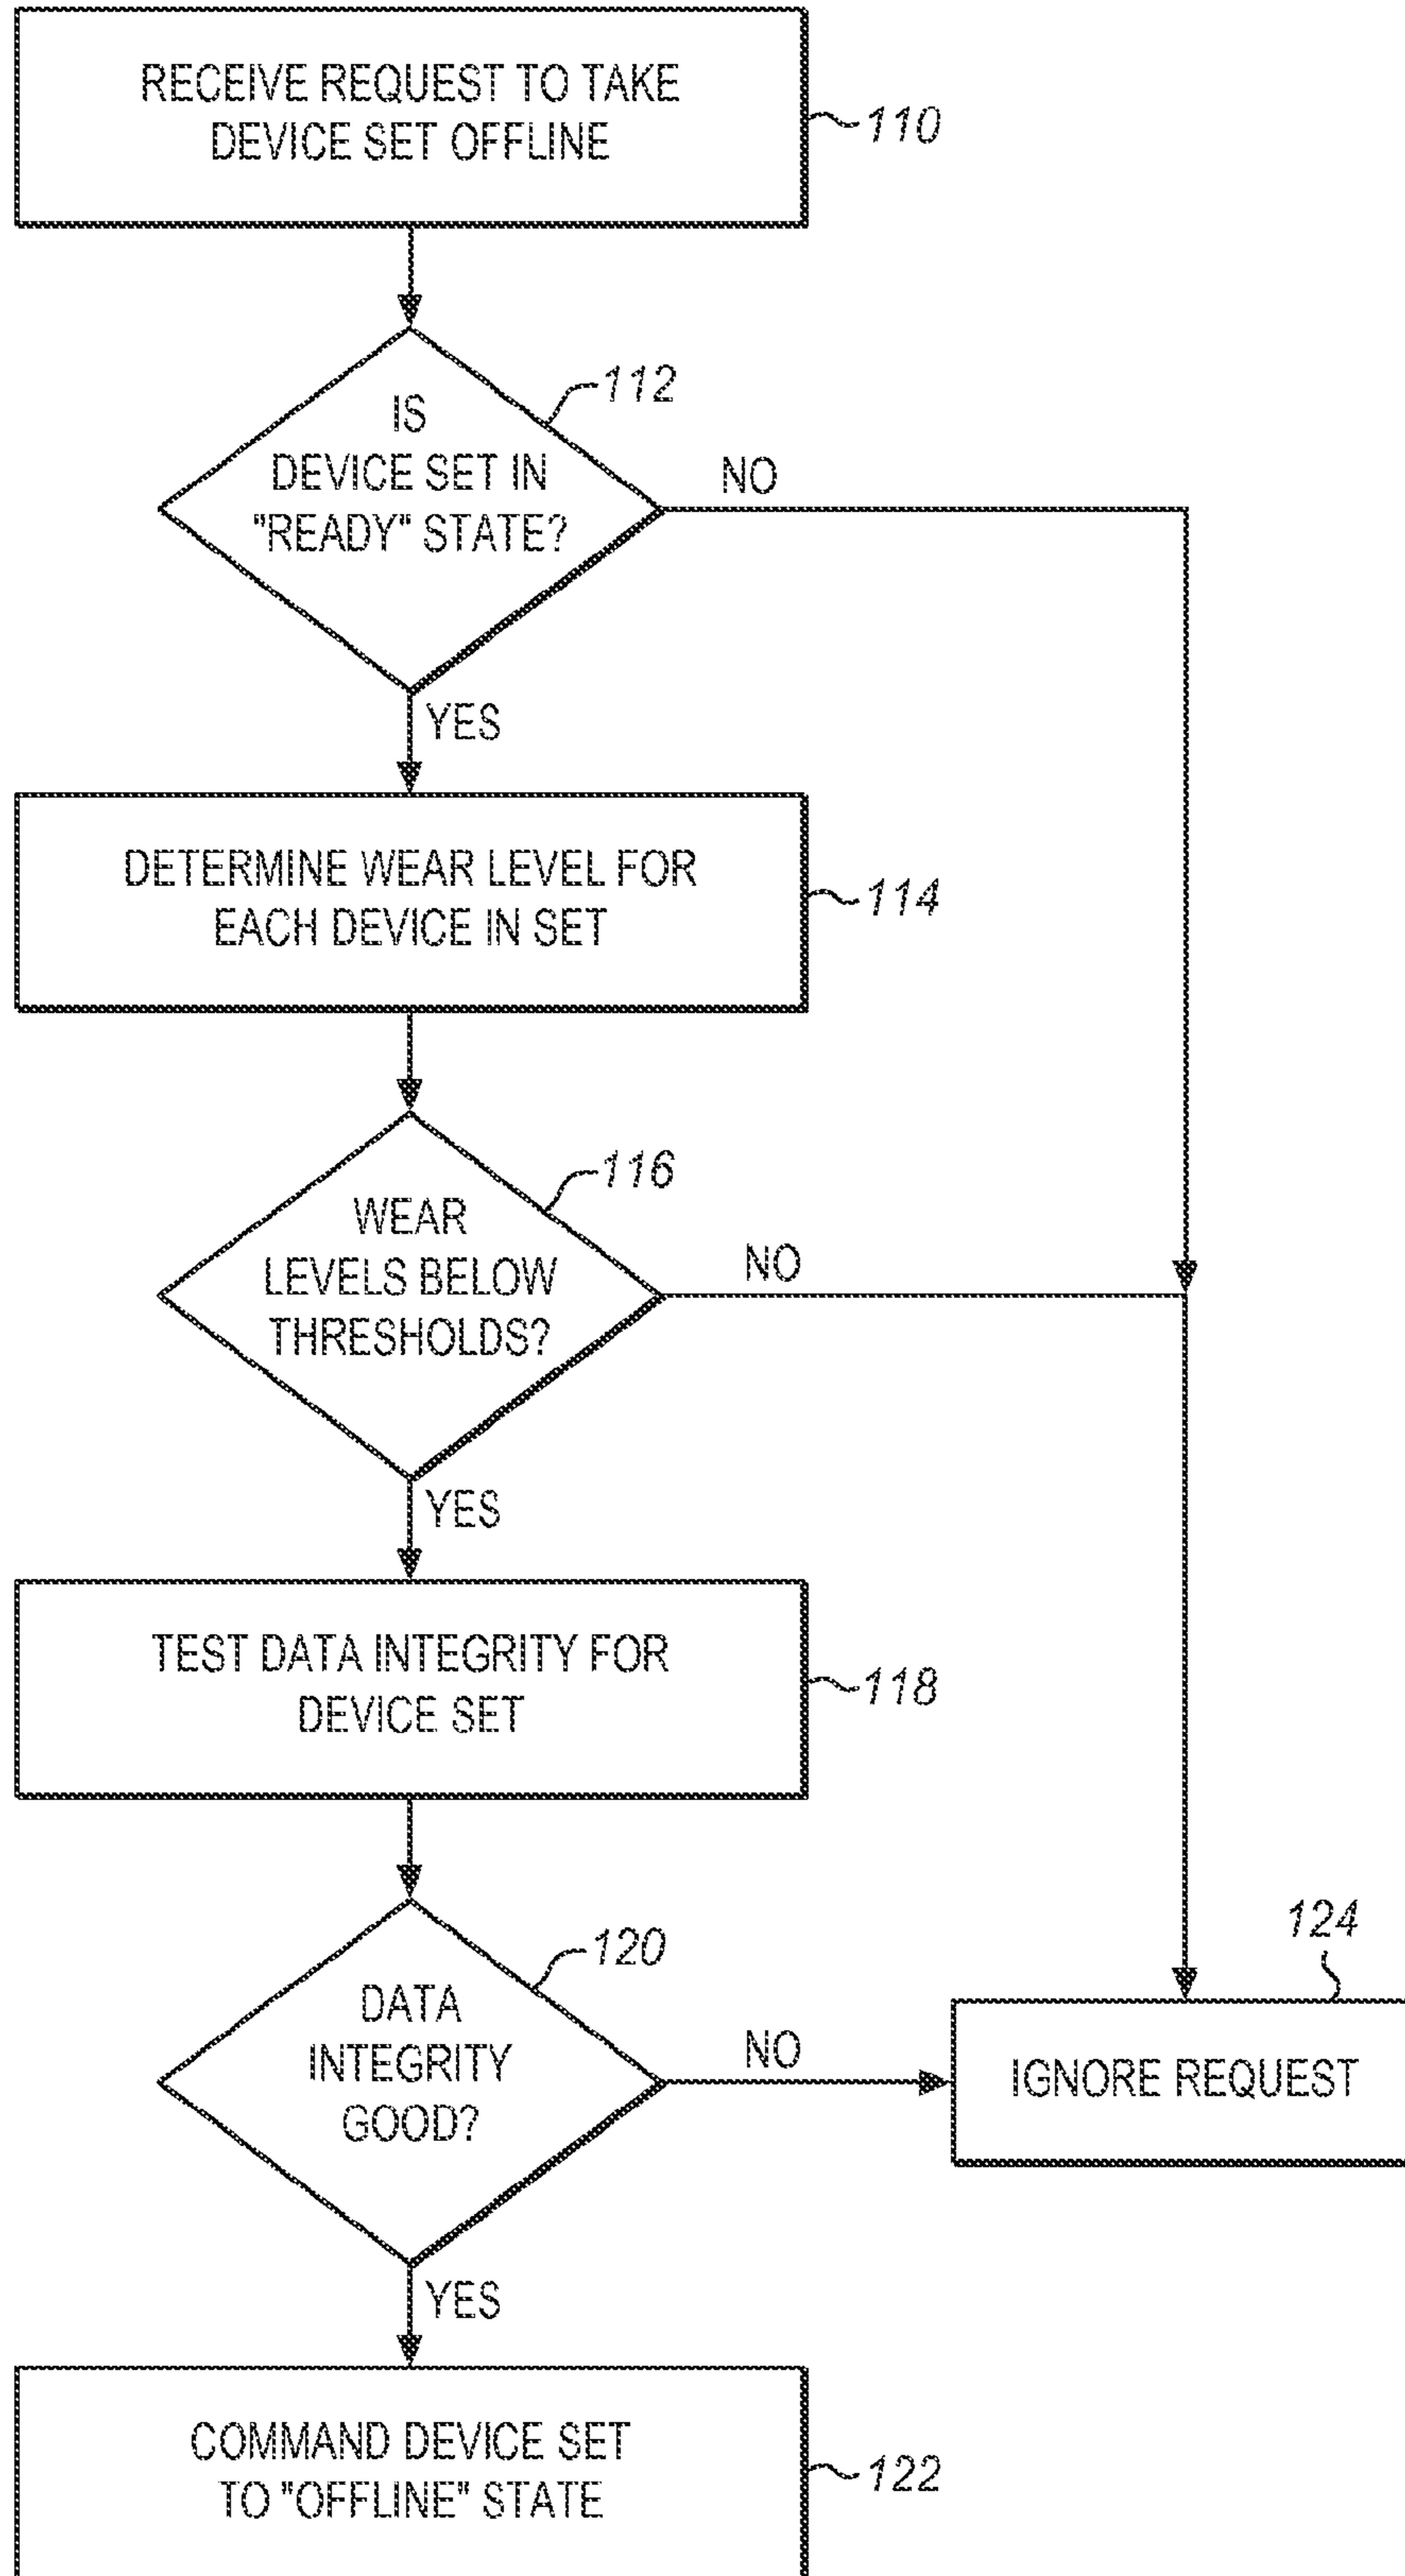 RECEIVE REQUEST TO TAKE
DEVICE SET OFFLINE
110
IS
DEVICE SET IN
"READY" STATE?
112
NO
YES
DETERMINE WEAR LEVEL FOR
EACH DEVICE IN SET
114
WEAR
LEVELS BELOW
THRESHOLDS?
116
NO
YES
TEST DATA INTEGRITY FOR
DEVICE SET
118
DATA
INTEGRITY
GOOD?
120
NO
124
IGNORE REQUEST
YES
COMMAND DEVICE SET
TO "OFFLINE" STATE
122